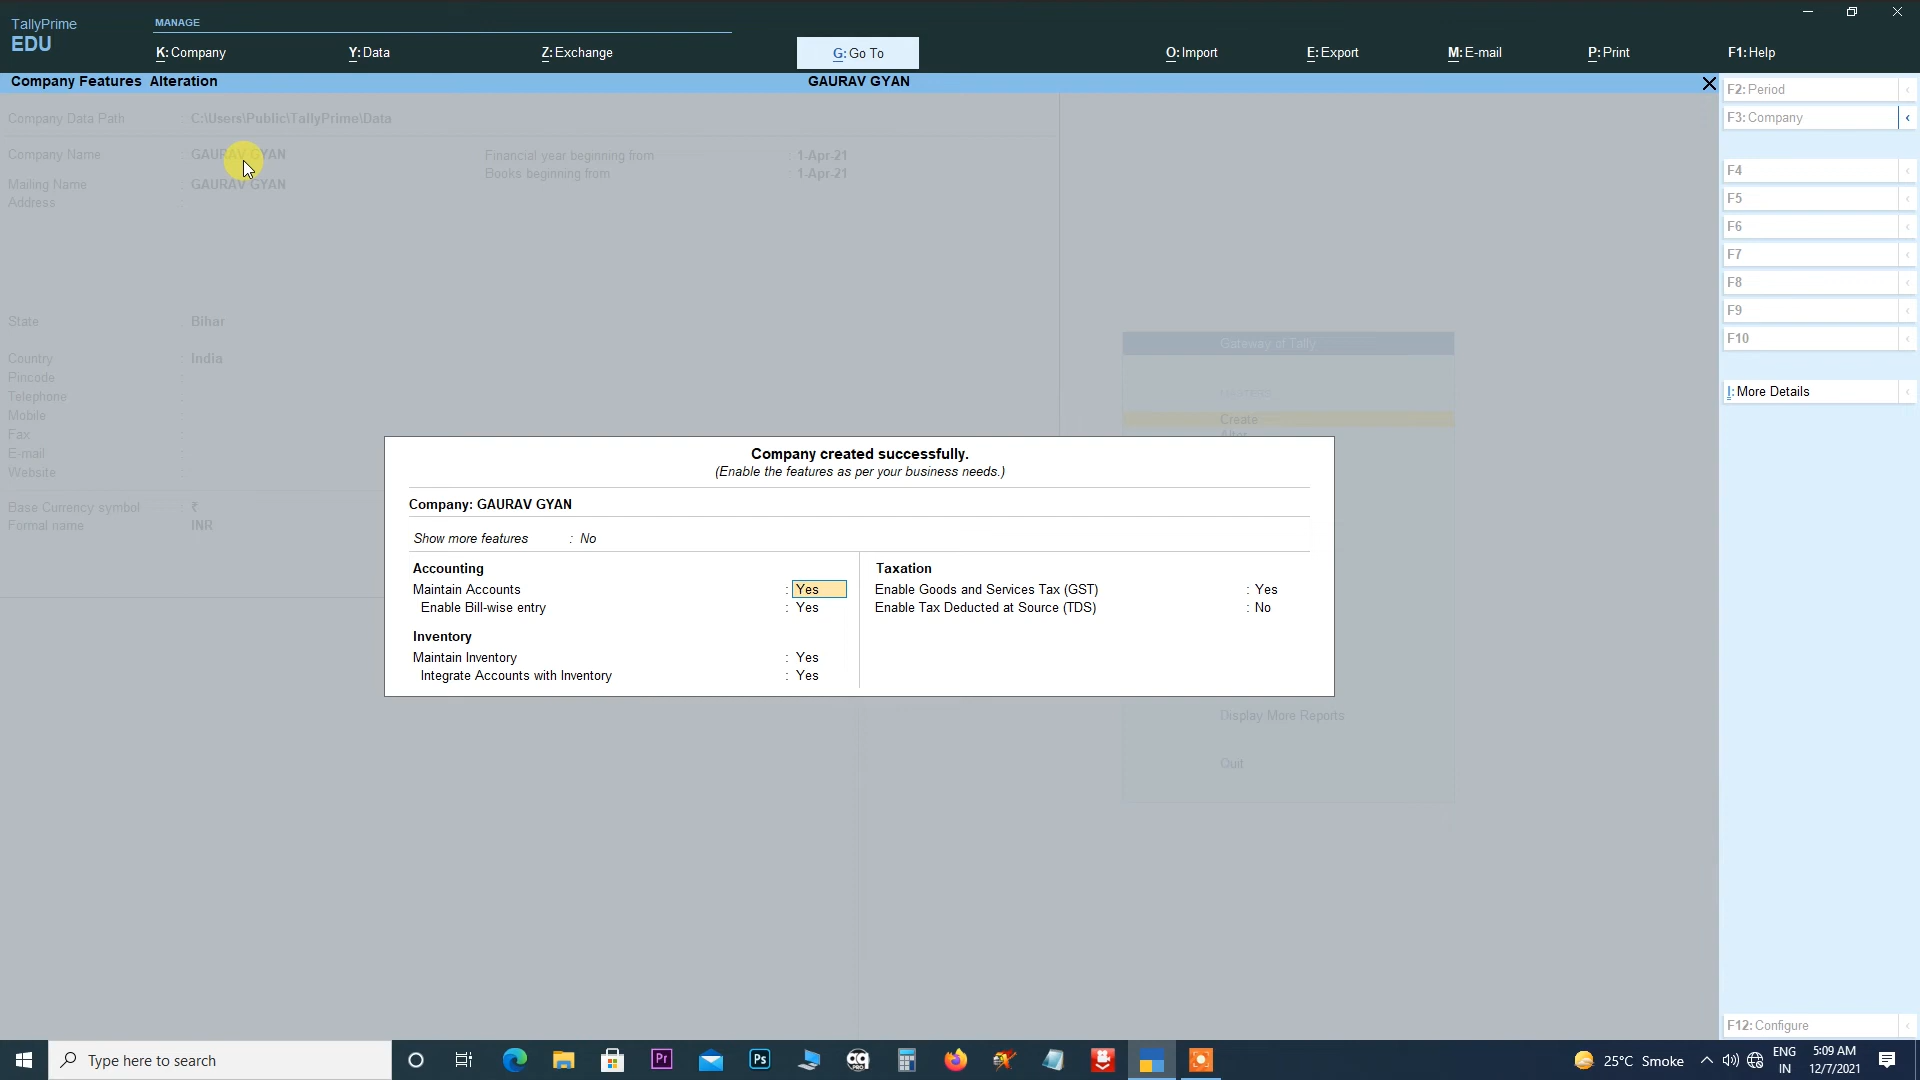 TallyPrime
EDU
MANAGE
K: Company
Y: Data
Z: Exchange
G: Go To
O: Import
E: Export
M: E-mail
P: Print
F1: Help
Company Features Alteration
GAURAV GYAN
Company Data Path : C:\Users\Public\TallyPrime\Data
Company Name : GAURAV GYAN
Financial year beginning from : 1-Apr-21
Books beginning from : 1-Apr-21
Mailing Name : GAURAV GYAN
Address :
State : Bihar
Country : India
Pincode :
Telephone :
Mobile :
Fax :
E-mail :
Website :
Base Currency symbol : ₹
Formal name : INR
Gateway of Tally
MASTERS
Create
Alter
Display More Reports
Quit
Company created successfully.
(Enable the features as per your business needs.)
Company: GAURAV GYAN
Show more features : No
Accounting
Maintain Accounts : Yes
Enable Bill-wise entry : Yes
Inventory
Maintain Inventory : Yes
Integrate Accounts with Inventory : Yes
Taxation
Enable Goods and Services Tax (GST) : Yes
Enable Tax Deducted at Source (TDS) : No
F2: Period
F3: Company
F4
F5
F6
F7
F8
F9
F10
I: More Details
F12: Configure
Type here to search
Pr
Ps
PRO
25°C Smoke
ENG
IN
5:09 AM
12/7/2021